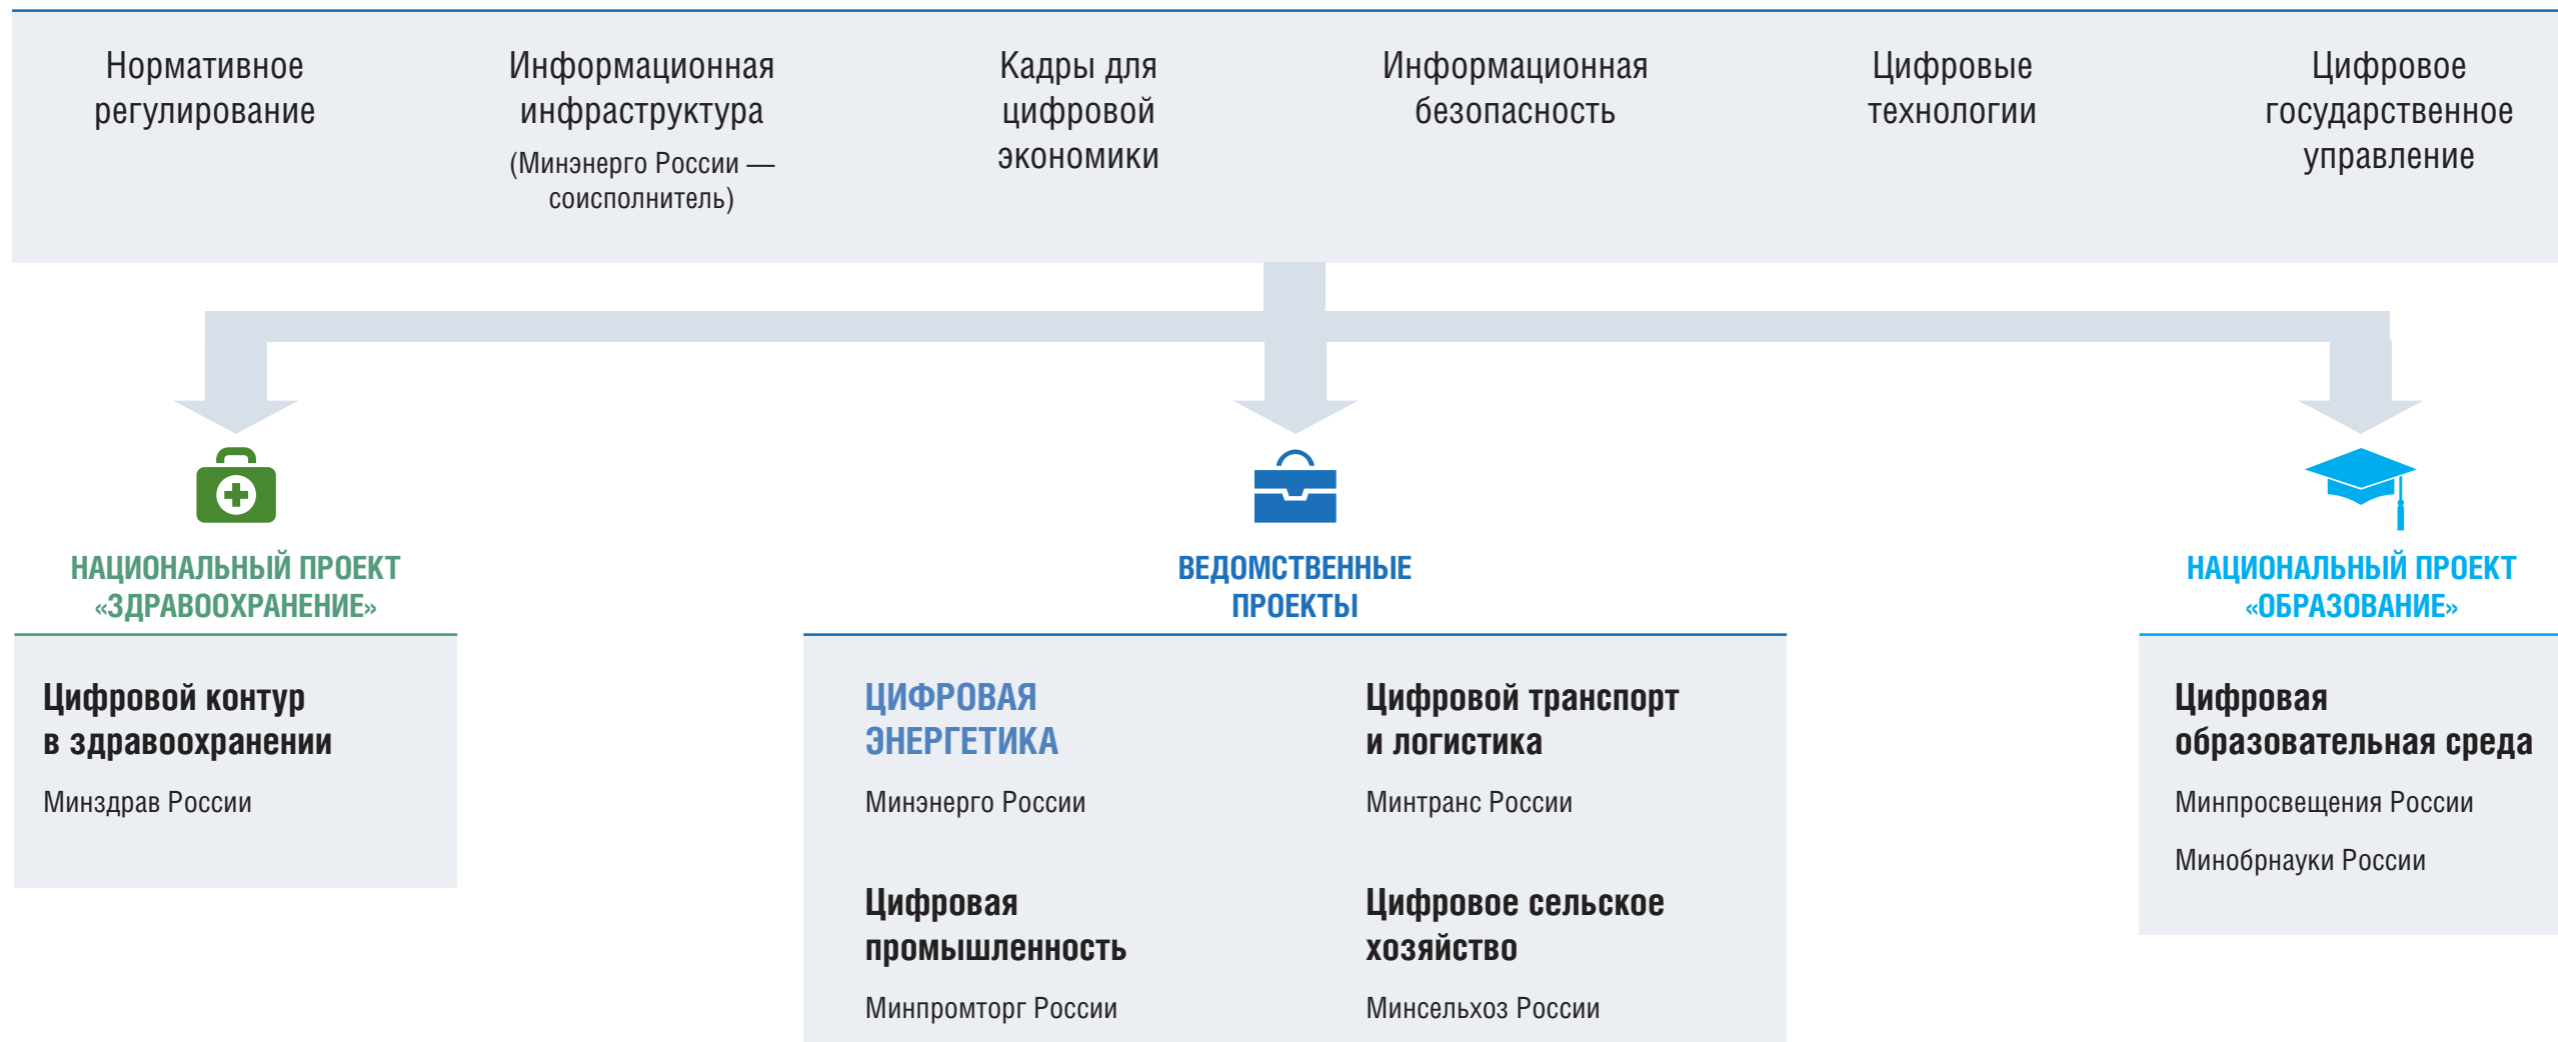 Нормативное
регулирование
Информационная
инфраструктура
(Минэнерго России —
соисполнитель)
Кадры для
цифровой
экономики
Информационная
безопасность
Цифровые
технологии
Цифровое
государственное
управление
НАЦИОНАЛЬНЫЙ ПРОЕКТ
«ЗДРАВООХРАНЕНИЕ»
Цифровой контур
в здравоохранении
Минздрав России
ВЕДОМСТВЕННЫЕ
ПРОЕКТЫ
ЦИФРОВАЯ
ЭНЕРГЕТИКА
Минэнерго России
Цифровой транспорт
и логистика
Минтранс России
Цифровая
промышленность
Минпромторг России
Цифровое сельское
хозяйство
Минсельхоз России
НАЦИОНАЛЬНЫЙ ПРОЕКТ
«ОБРАЗОВАНИЕ»
Цифровая
образовательная среда
Минпросвещения России
Минобрнауки России